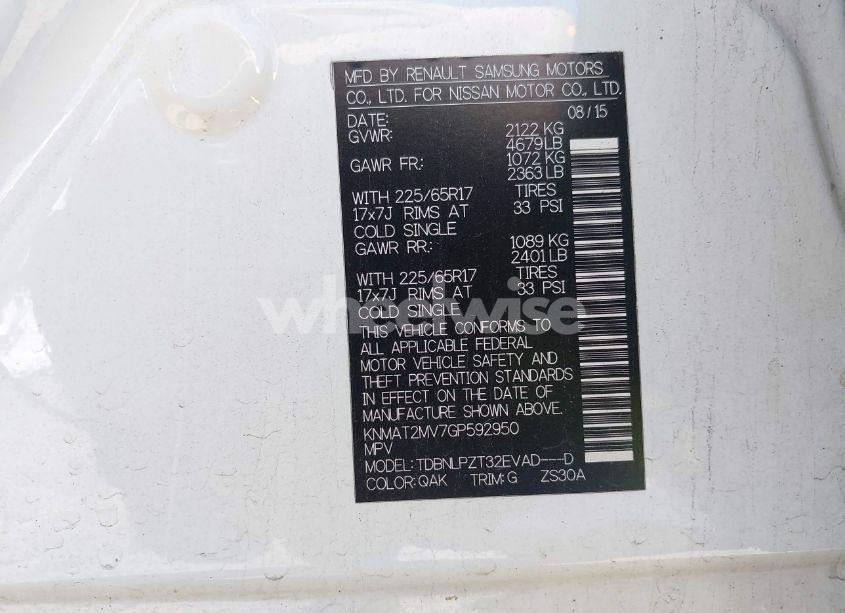 MFD BY RENAULT SAMSUNG MOTORS
CO., LTD. FOR NISSAN MOTOR CO., LTD.
DATE: 08/15
GVWR: 2122 KG
4679LB
GAWR FR.: 1072 KG
2363 LB
WITH 225/65R17 TIRES
17x7J RIMS AT 33 PSI
COLD SINGLE
GAWR RR.: 1089 KG
2401 LB
WITH 225/65R17 TIRES
17x7J RIMS AT 33 PSI
COLD SINGLE
THIS VEHICLE CONFORMS TO
ALL APPLICABLE FEDERAL
MOTOR VEHICLE SAFETY AND
THEFT PREVENTION STANDARDS
IN EFFECT ON THE DATE OF
MANUFACTURE SHOWN ABOVE.
KNMAT2MV7GP592950
MPV
MODEL: TDBNLPZT32EVAD---D
COLOR: QAK TRIM: G ZS30A
wheelwise